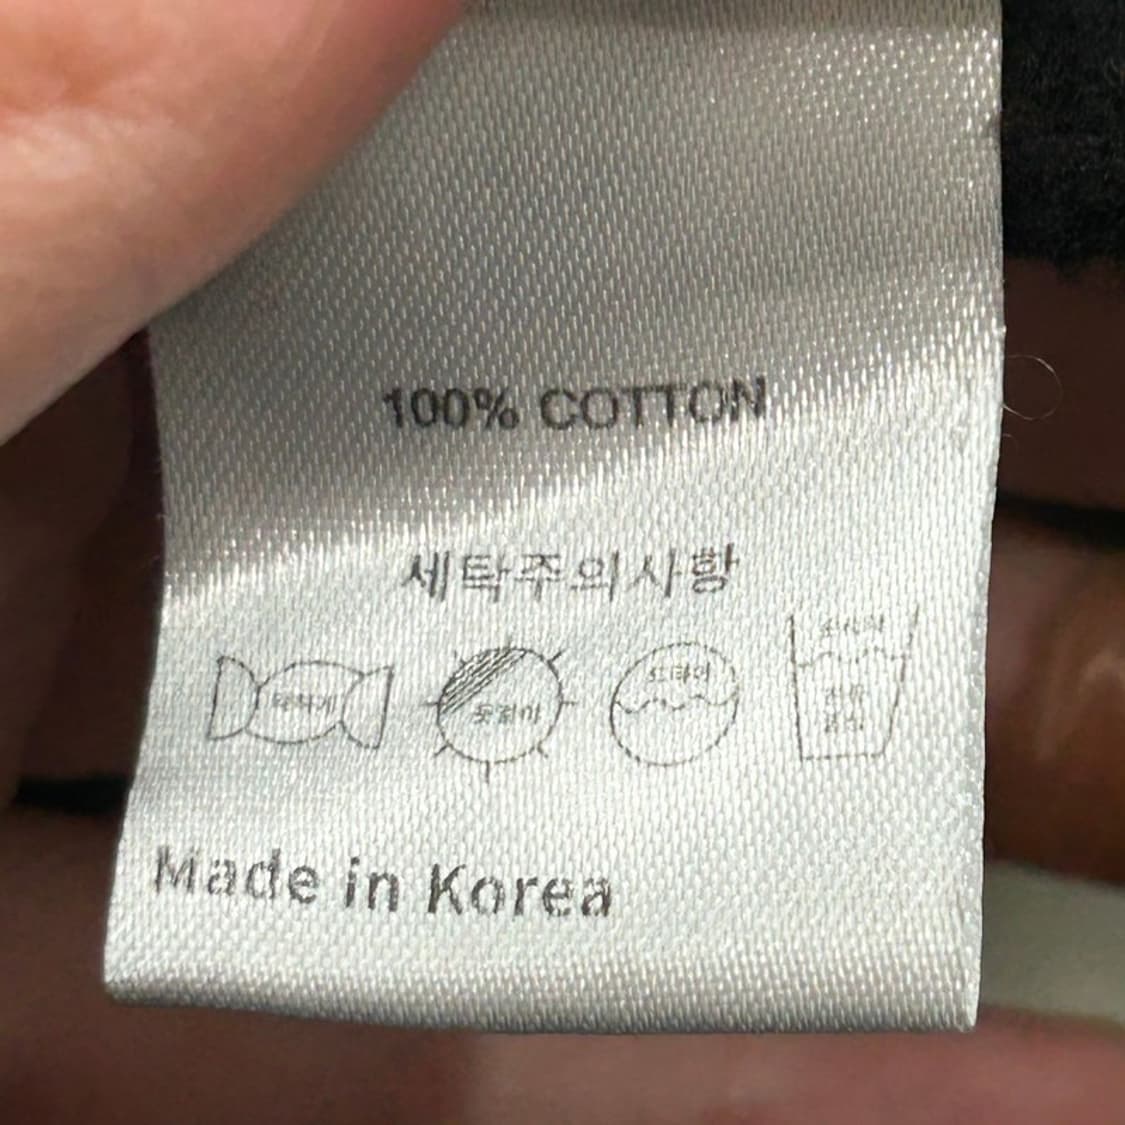 100% COTTON
세탁주의사항
약하게
옷걸이
드라이
Made in Korea